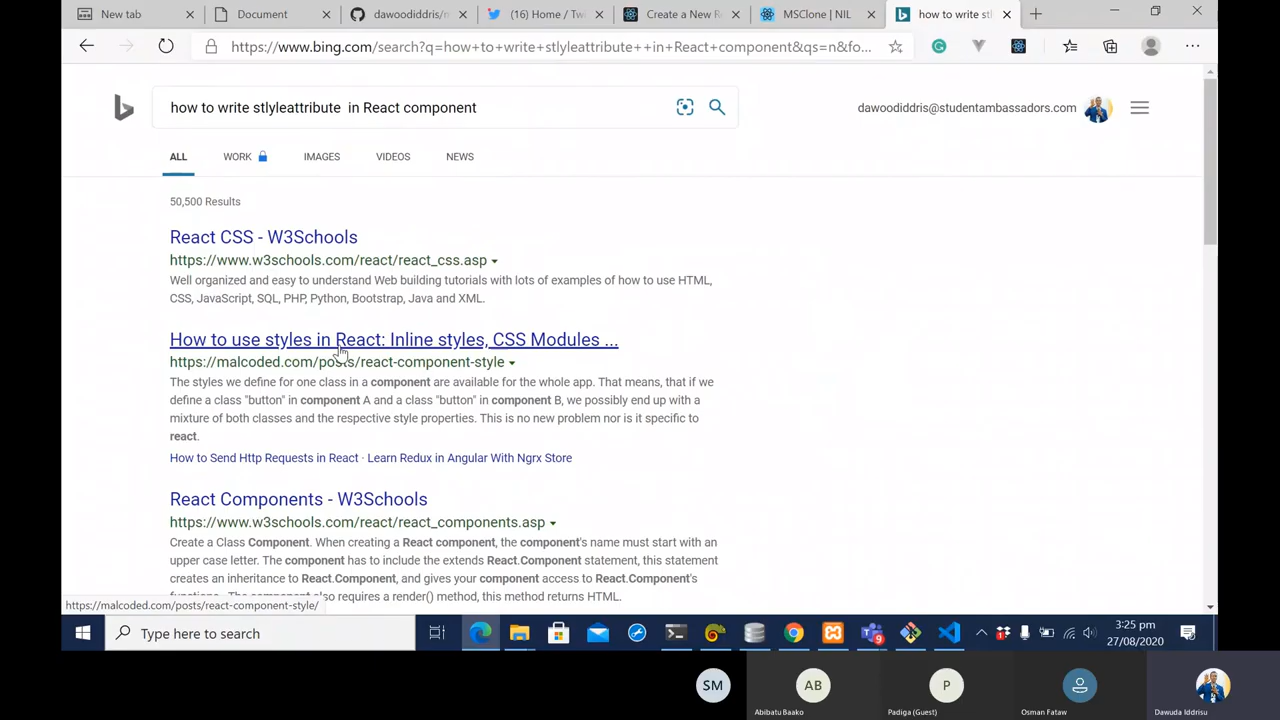 New tab
Document
dawoodiddris/n
(16) Home / Tw
Create a New R
MSClone | NIL
how to write stl
https://www.bing.com/search?q=how+to+write+stlyleattribute++in+React+component&qs=n&fo...
how to write stlyleattribute  in React component
dawoodiddris@studentambassadors.com
ALL
WORK
IMAGES
VIDEOS
NEWS
50,500 Results
React CSS - W3Schools
https://www.w3schools.com/react/react_css.asp
Well organized and easy to understand Web building tutorials with lots of examples of how to use HTML,
CSS, JavaScript, SQL, PHP, Python, Bootstrap, Java and XML.
How to use styles in React: Inline styles, CSS Modules ...
https://malcoded.com/posts/react-component-style
The styles we define for one class in a component are available for the whole app. That means, that if we
define a class "button" in component A and a class "button" in component B, we possibly end up with a
mixture of both classes and the respective style properties. This is no new problem nor is it specific to
react.
How to Send Http Requests in React · Learn Redux in Angular With Ngrx Store
React Components - W3Schools
https://www.w3schools.com/react/react_components.asp
Create a Class Component. When creating a React component, the component's name must start with an
upper case letter. The component has to include the extends React.Component statement, this statement
creates an inheritance to React.Component, and gives your component access to React.Component's
functions. The component also requires a render() method, this method returns HTML.
https://malcoded.com/posts/react-component-style/
Type here to search
9
3:25 pm
27/08/2020
SM
AB
P
Abibatu Baako
Padiga (Guest)
Osman Fataw
Dawuda Iddrisu